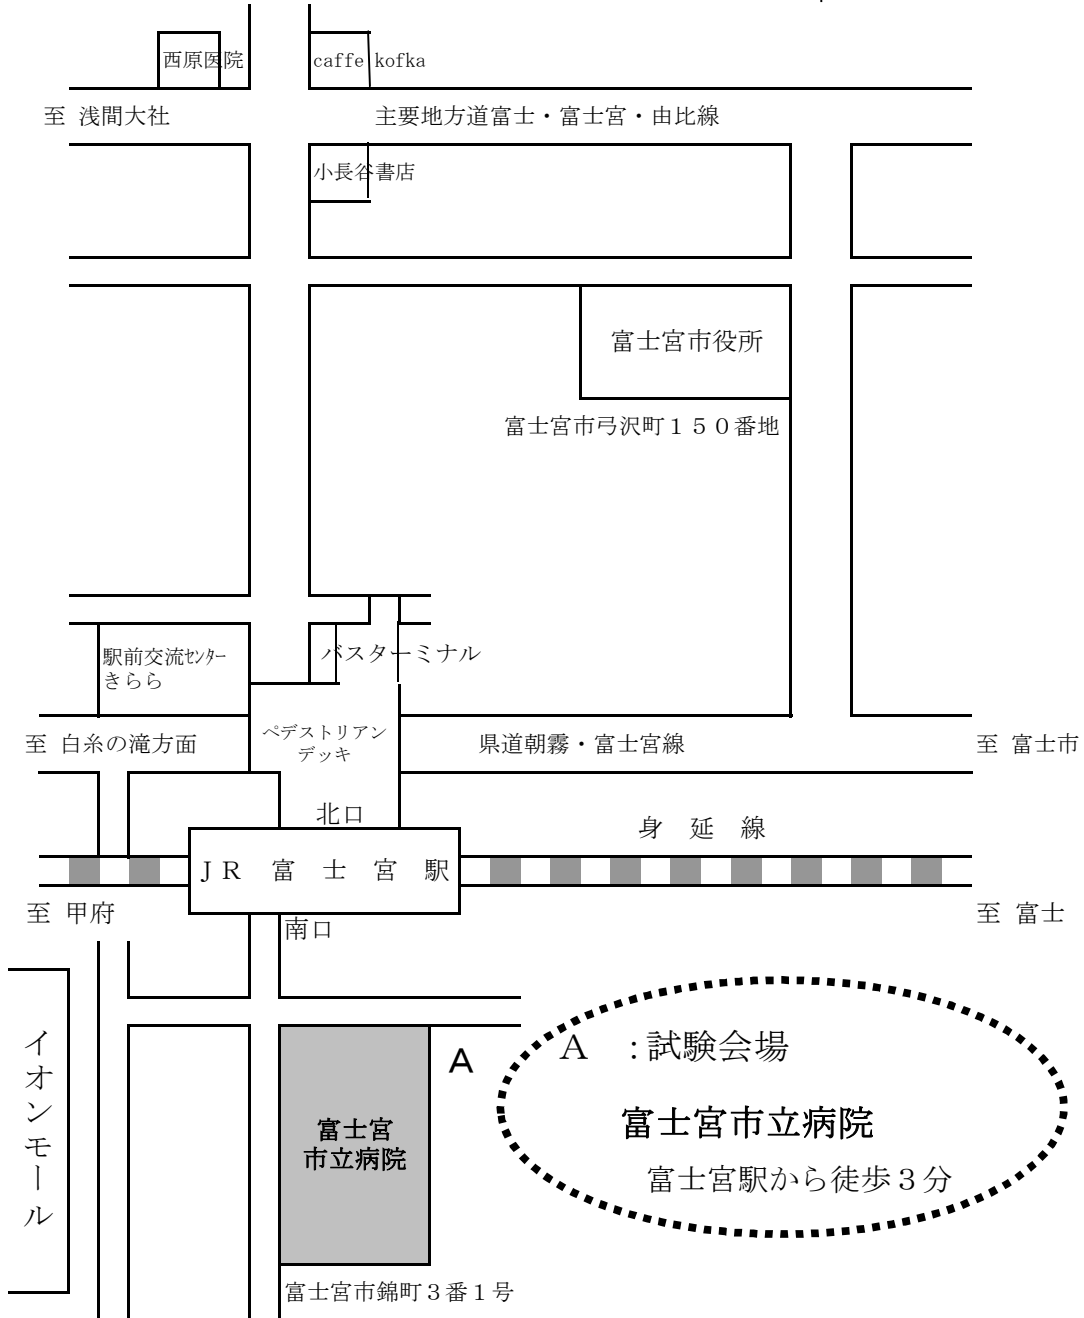 西原医院
caffe kofka
至 浅間大社
主要地方道富士・富士宮・由比線
小長谷書店
富士宮市役所
富士宮市弓沢町１５０番地
駅前交流ｾﾝﾀｰ
きらら
バスターミナル
至 白糸の滝方面
ペデストリアン
デッキ
県道朝霧・富士宮線
至 富士市
北口
身 延 線
ＪＲ 富 士 宮 駅
至 甲府
至 富士
南口
イオンモール
Ａ
Ａ ：試験会場
富士宮市立病院
富士宮駅から徒歩３分
富士宮
市立病院
富士宮市錦町３番１号